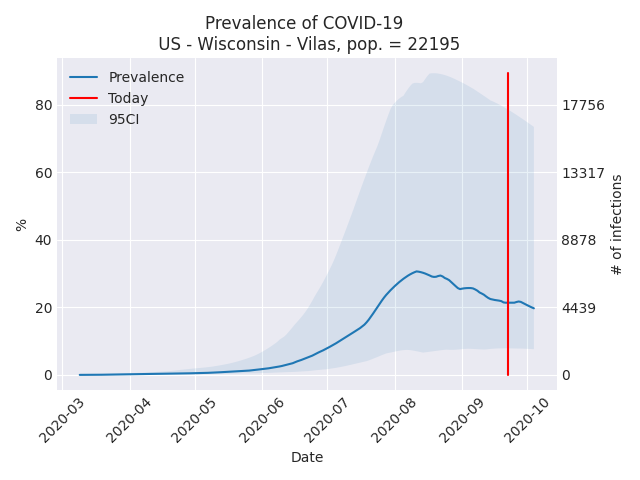 Prevalence of COVID-19
US - Wisconsin - Vilas, pop. = 22195
Prevalence
Today
95CI
80
60
40
20
0
%
17756
13317
8878
4439
0
# of infections
2020-03
2020-04
2020-05
2020-06
2020-07
2020-08
2020-09
2020-10
Date